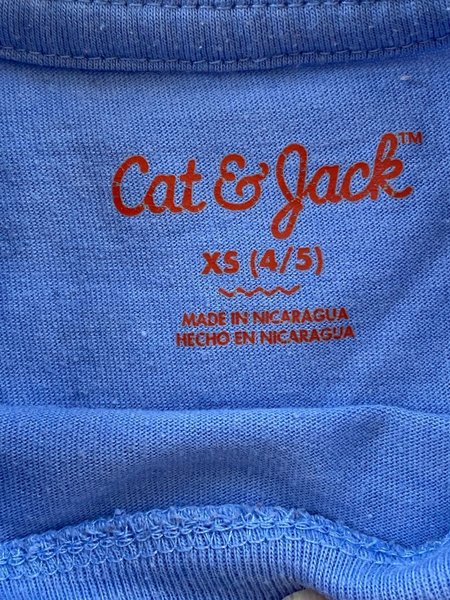 Cat & Jack™
XS (4/5)
MADE IN NICARAGUA
HECHO EN NICARAGUA